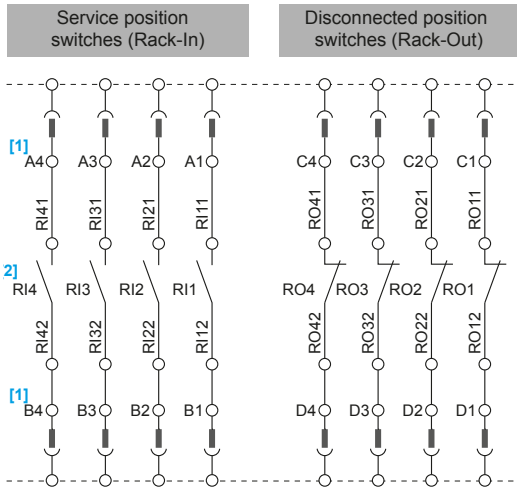 Service position
switches (Rack-In)
Disconnected position
switches (Rack-Out)
[1]
A4 A3 A2 A1 C4 C3 C2 C1
RI41 RI31 RI21 RI11 RO41 RO31 RO21 RO11
2]
RI4 RI3 RI2 RI1 RO4 RO3 RO2 RO1
RI42 RI32 RI22 RI12 RO42 RO32 RO22 RO12
[1]
B4 B3 B2 B1 D4 D3 D2 D1